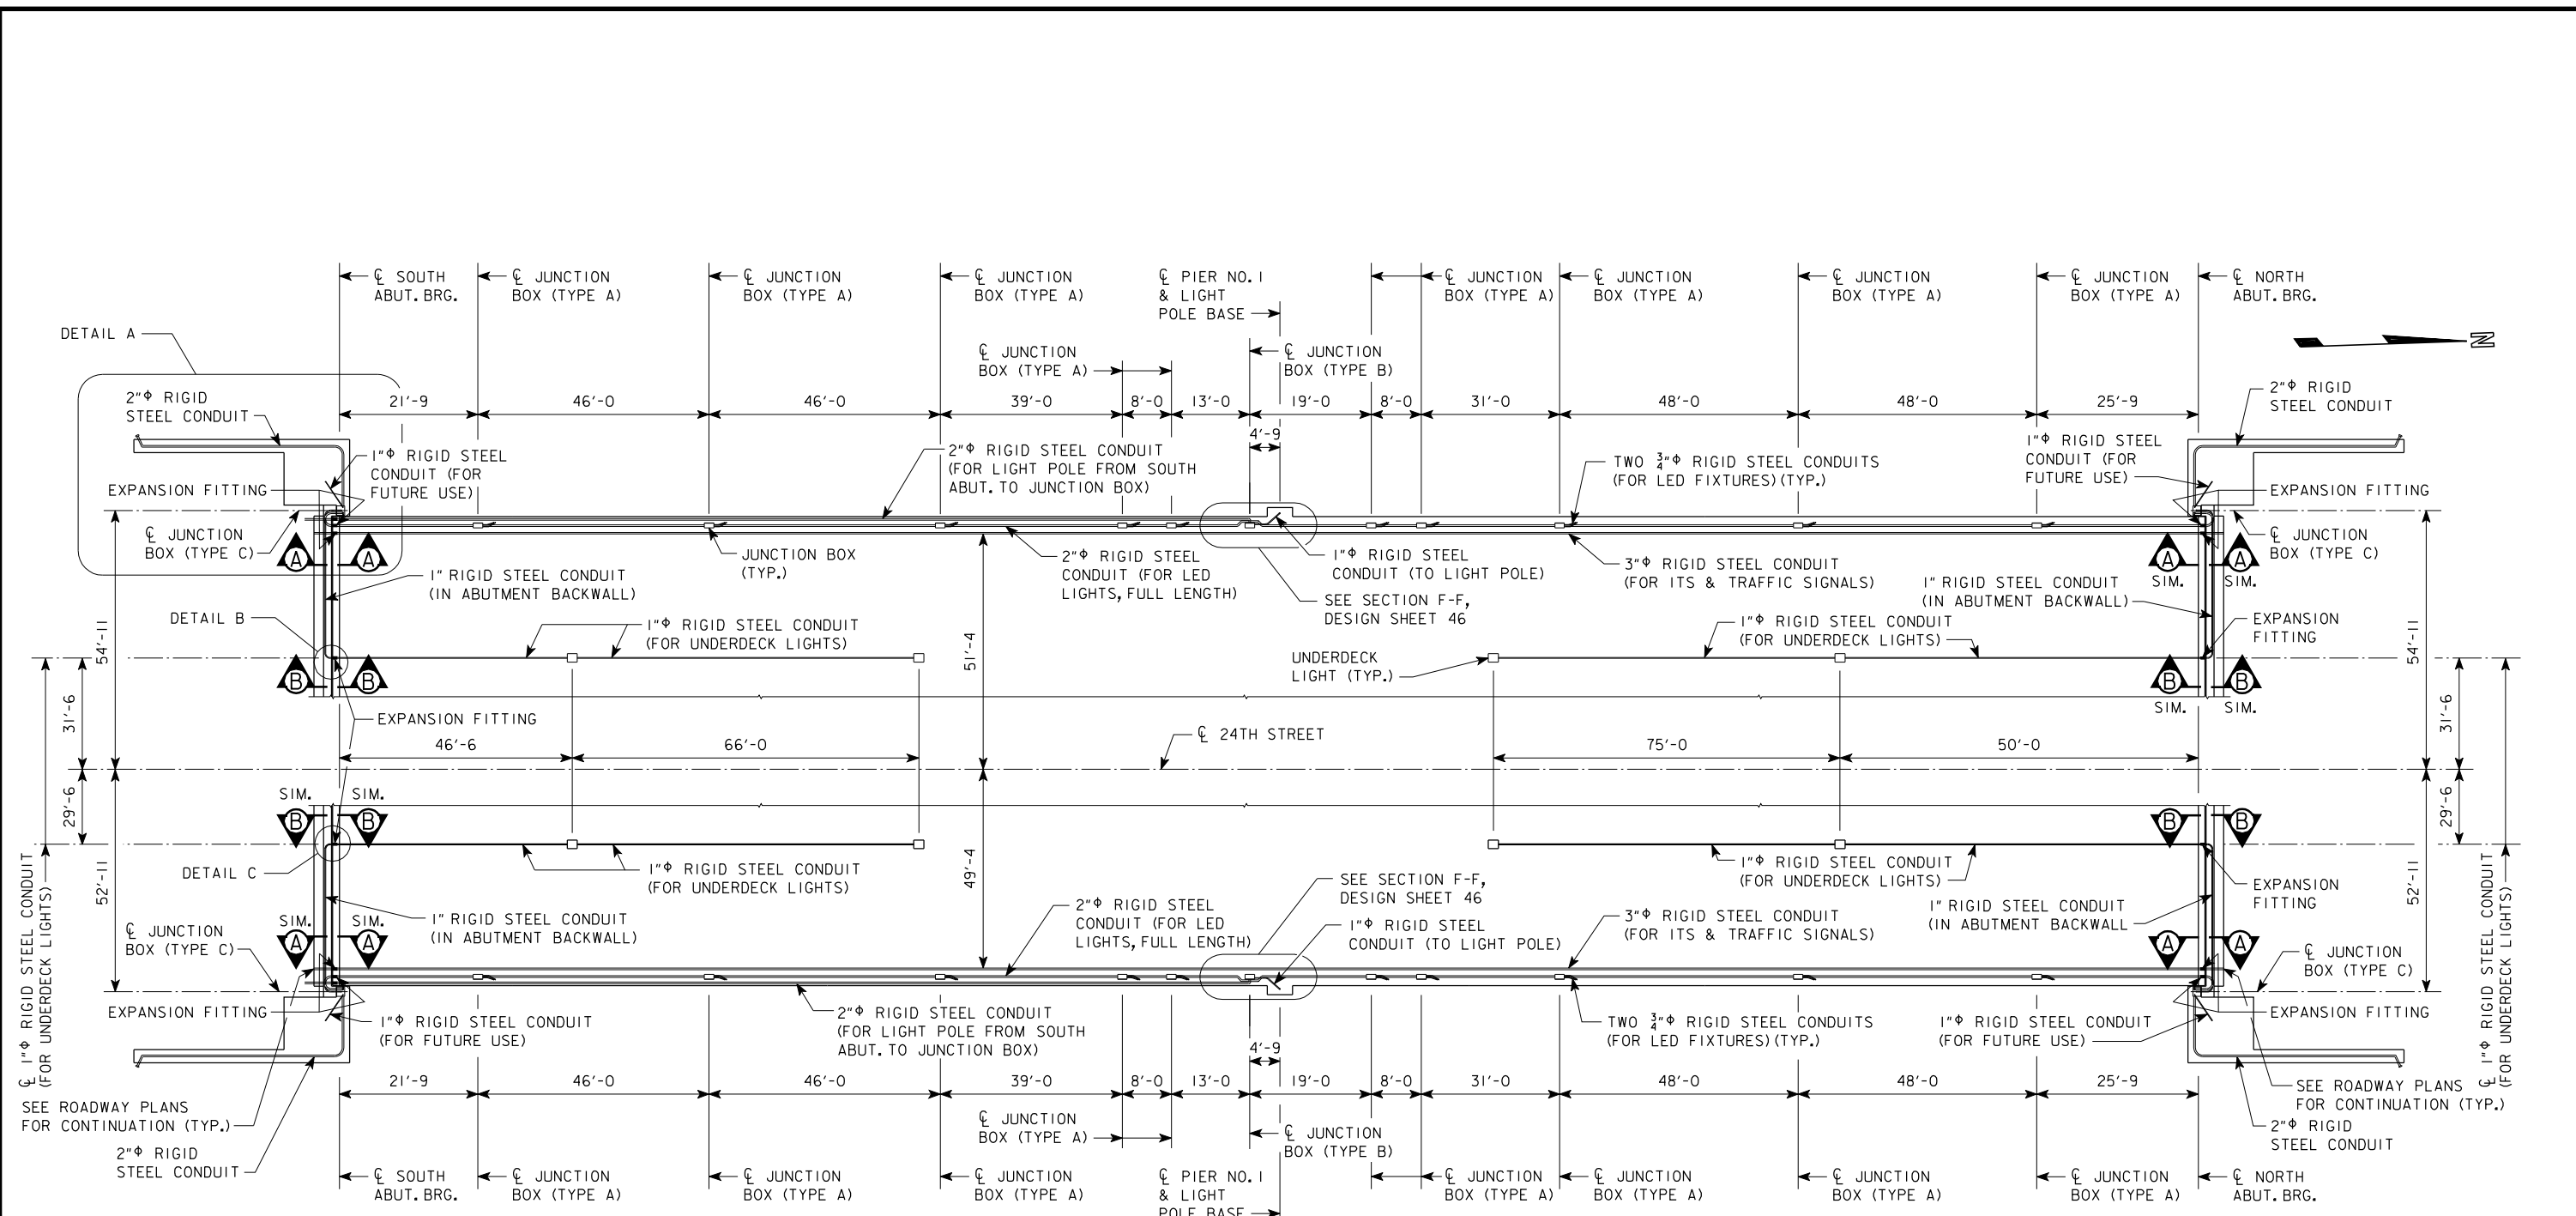 ℄ SOUTH
ABUT. BRG.
℄ JUNCTION
BOX (TYPE A)
℄ JUNCTION
BOX (TYPE A)
℄ JUNCTION
BOX (TYPE A)
℄ PIER NO. 1
& LIGHT
POLE BASE
℄ JUNCTION
BOX (TYPE A)
℄ JUNCTION
BOX (TYPE A)
℄ JUNCTION
BOX (TYPE A)
℄ JUNCTION
BOX (TYPE A)
℄ NORTH
ABUT. BRG.
DETAIL A
℄ JUNCTION
BOX (TYPE A)
℄ JUNCTION
BOX (TYPE B)
N
2"Φ RIGID
STEEL CONDUIT
21'-9
46'-0
46'-0
39'-0
8'-0
13'-0
19'-0
8'-0
31'-0
48'-0
48'-0
25'-9
2"Φ RIGID
STEEL CONDUIT
4'-9
1"Φ RIGID STEEL
CONDUIT (FOR
FUTURE USE)
2"Φ RIGID STEEL CONDUIT
(FOR LIGHT POLE FROM SOUTH
ABUT. TO JUNCTION BOX)
TWO 3/4"Φ RIGID STEEL CONDUITS
(FOR LED FIXTURES) (TYP.)
1"Φ RIGID STEEL
CONDUIT (FOR
FUTURE USE)
EXPANSION FITTING
EXPANSION FITTING
℄ JUNCTION
BOX (TYPE C)
A
A
JUNCTION BOX
(TYP.)
2"Φ RIGID STEEL
CONDUIT (FOR LED
LIGHTS, FULL LENGTH)
1"Φ RIGID STEEL
CONDUIT (TO LIGHT POLE)
3"Φ RIGID STEEL CONDUIT
(FOR ITS & TRAFFIC SIGNALS)
A
A
SIM.
SIM.
℄ JUNCTION
BOX (TYPE C)
1" RIGID STEEL CONDUIT
(IN ABUTMENT BACKWALL)
SEE SECTION F-F,
DESIGN SHEET 46
1" RIGID STEEL CONDUIT
(IN ABUTMENT BACKWALL)
DETAIL B
54'-11
1"Φ RIGID STEEL CONDUIT
(FOR UNDERDECK LIGHTS)
51'-4
1"Φ RIGID STEEL CONDUIT
(FOR UNDERDECK LIGHTS)
EXPANSION
FITTING
54'-11
UNDERDECK
LIGHT (TYP.)
B
B
B
B
SIM.
SIM.
31'-6
EXPANSION FITTING
31'-6
46'-6
66'-0
℄ 24TH STREET
75'-0
50'-0
29'-6
SIM.
SIM.
B
B
B
B
29'-6
DETAIL C
52'-11
1"Φ RIGID STEEL CONDUIT
(FOR UNDERDECK LIGHTS)
49'-4
1"Φ RIGID STEEL CONDUIT
(FOR UNDERDECK LIGHTS)
SEE SECTION F-F,
DESIGN SHEET 46
EXPANSION
FITTING
52'-11
℄ 1"Φ RIGID STEEL CONDUIT
(FOR UNDERDECK LIGHTS)
℄ 1"Φ RIGID STEEL CONDUIT
(FOR UNDERDECK LIGHTS)
1" RIGID STEEL CONDUIT
(IN ABUTMENT BACKWALL)
2"Φ RIGID STEEL
CONDUIT (FOR LED
LIGHTS, FULL LENGTH)
1"Φ RIGID STEEL
CONDUIT (TO LIGHT POLE)
3"Φ RIGID STEEL CONDUIT
(FOR ITS & TRAFFIC SIGNALS)
1" RIGID STEEL CONDUIT
(IN ABUTMENT BACKWALL
℄ JUNCTION
BOX (TYPE C)
SIM.
SIM.
A
A
A
A
℄ JUNCTION
BOX (TYPE C)
EXPANSION FITTING
EXPANSION FITTING
1"Φ RIGID STEEL CONDUIT
(FOR FUTURE USE)
2"Φ RIGID STEEL CONDUIT
(FOR LIGHT POLE FROM SOUTH
ABUT. TO JUNCTION BOX)
TWO 3/4"Φ RIGID STEEL CONDUITS
(FOR LED FIXTURES) (TYP.)
1"Φ RIGID STEEL CONDUIT
(FOR FUTURE USE)
4'-9
21'-9
46'-0
46'-0
39'-0
8'-0
13'-0
19'-0
8'-0
31'-0
48'-0
48'-0
25'-9
SEE ROADWAY PLANS
FOR CONTINUATION (TYP.)
SEE ROADWAY PLANS
FOR CONTINUATION (TYP.)
℄ JUNCTION
BOX (TYPE A)
℄ JUNCTION
BOX (TYPE B)
2"Φ RIGID
STEEL CONDUIT
2"Φ RIGID
STEEL CONDUIT
℄ SOUTH
ABUT. BRG.
℄ JUNCTION
BOX (TYPE A)
℄ JUNCTION
BOX (TYPE A)
℄ JUNCTION
BOX (TYPE A)
℄ PIER NO. 1
& LIGHT
POLE BASE
℄ JUNCTION
BOX (TYPE A)
℄ JUNCTION
BOX (TYPE A)
℄ JUNCTION
BOX (TYPE A)
℄ JUNCTION
BOX (TYPE A)
℄ NORTH
ABUT. BRG.